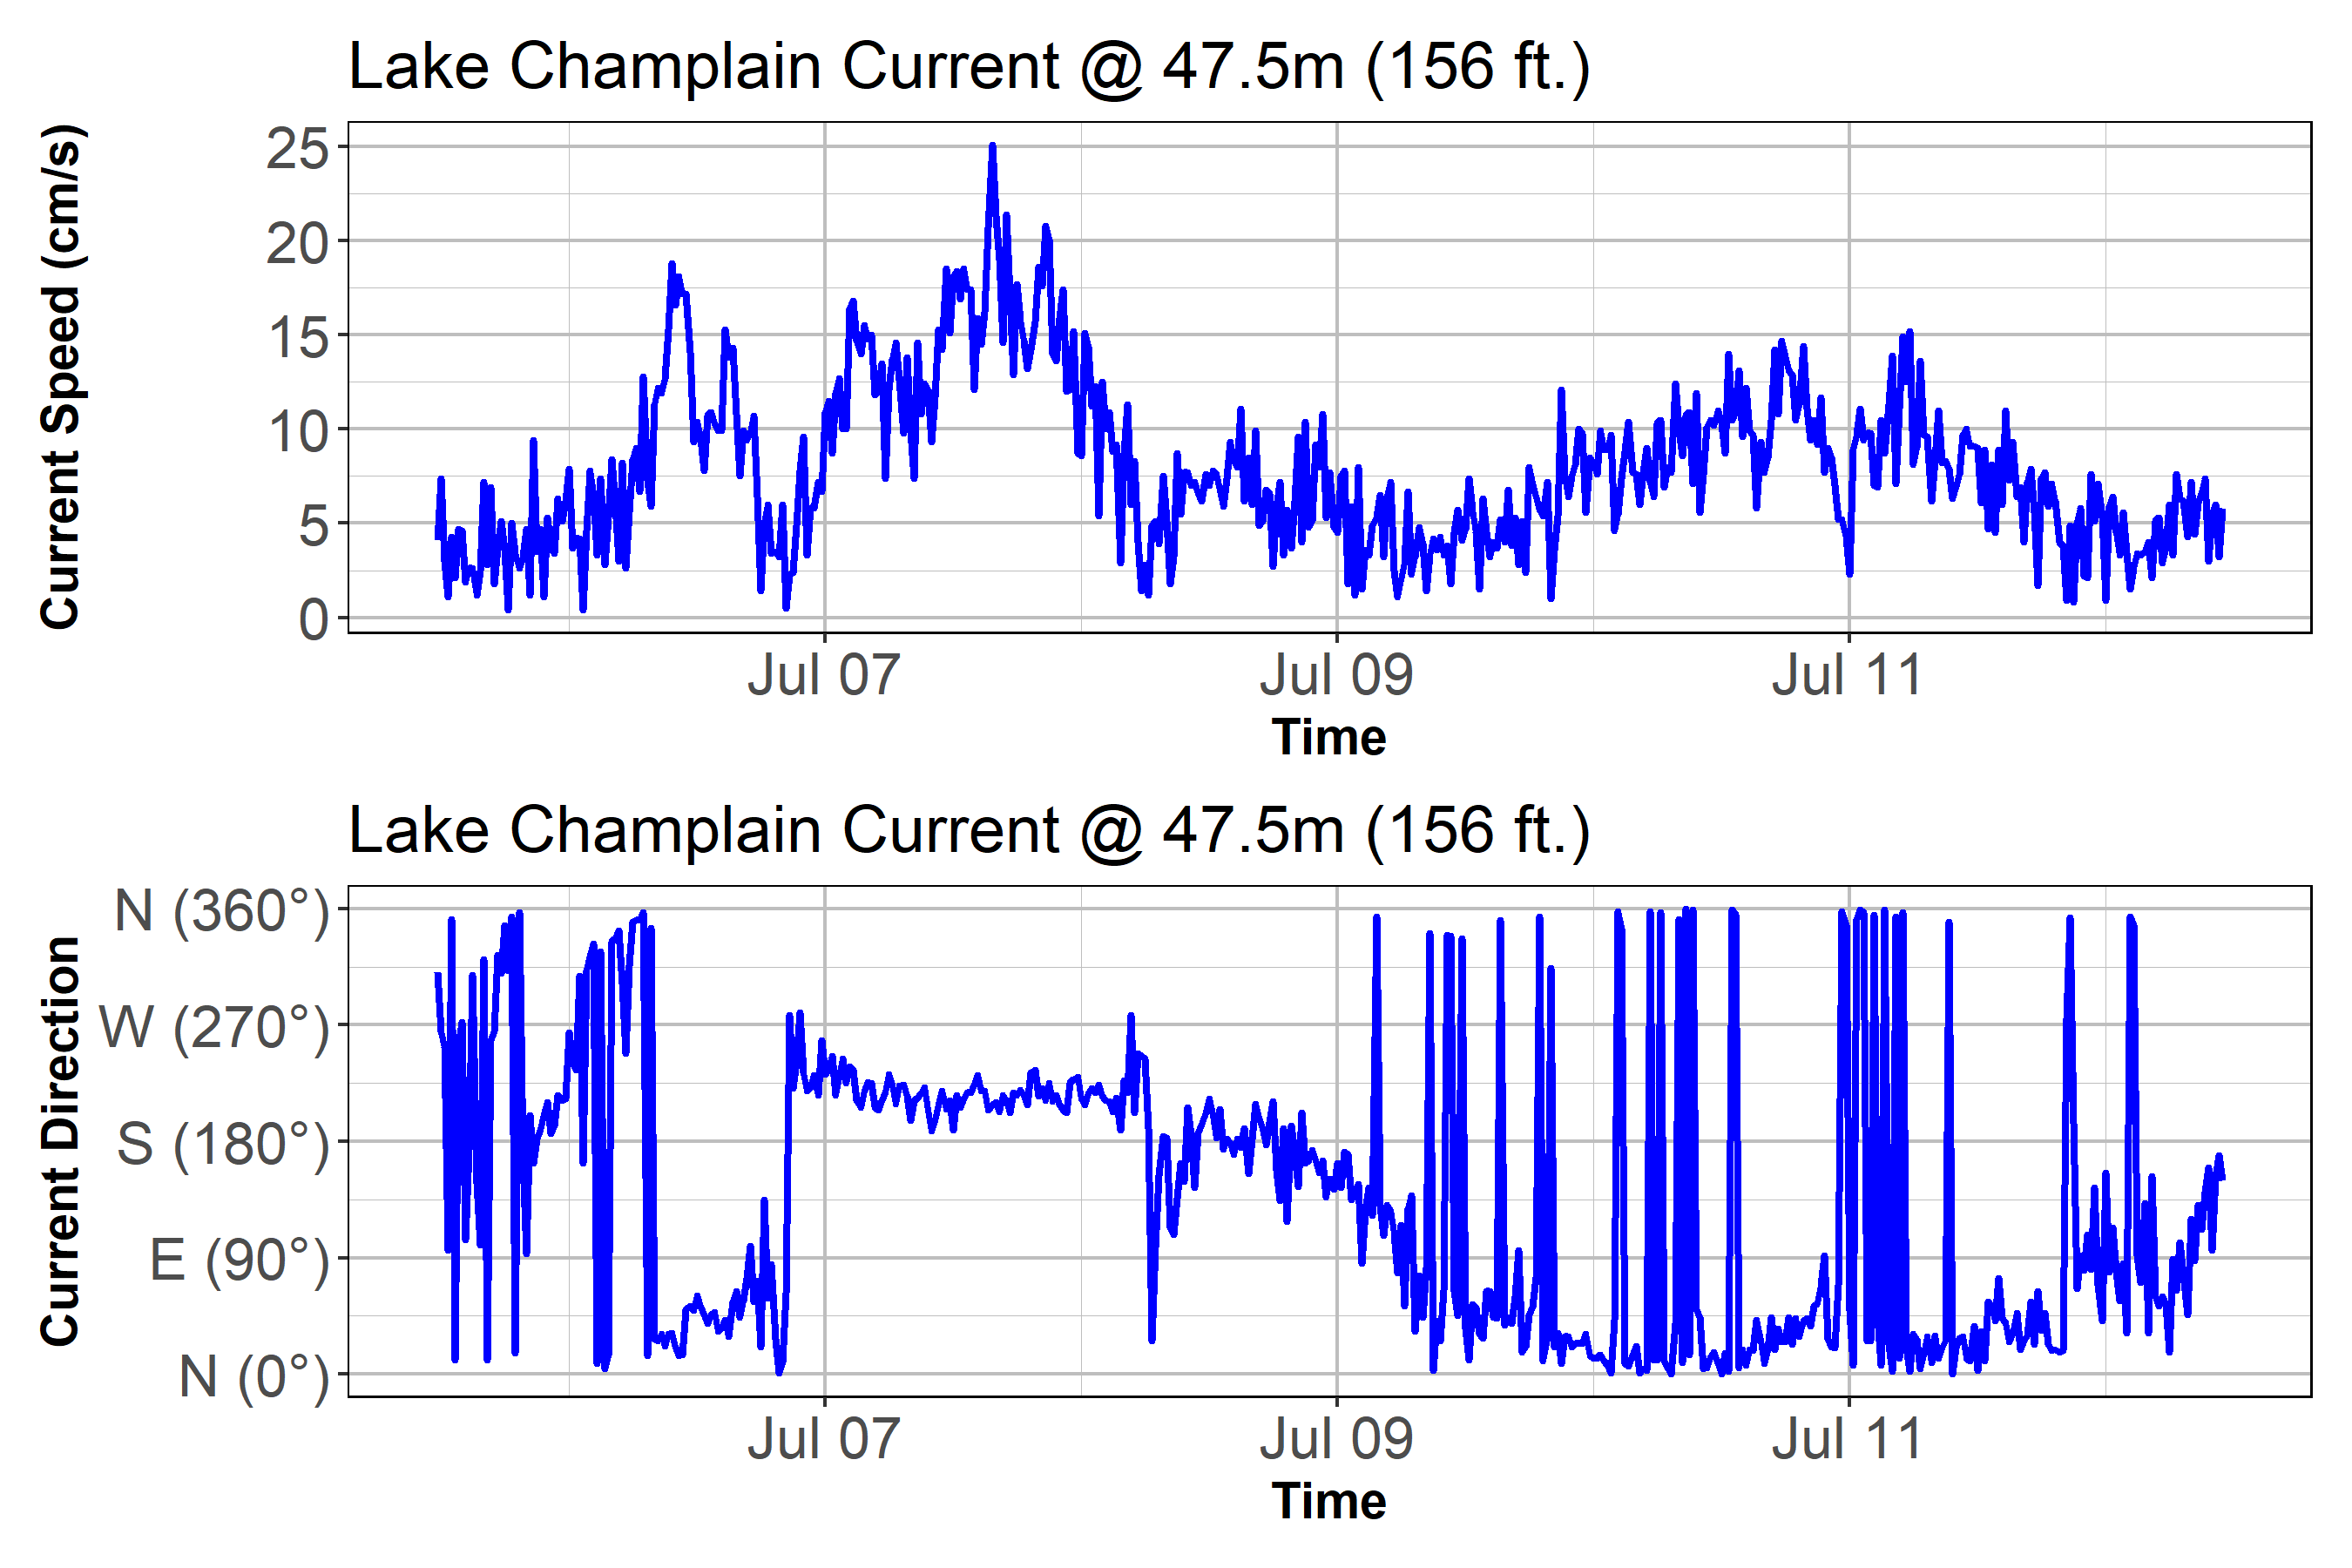 Lake Champlain Current @ 47.5m (156 ft.)
Current Speed (cm/s)
25
20
15
10
5
0
Jul 07
Jul 09
Jul 11
Time
Lake Champlain Current @ 47.5m (156 ft.)
Current Direction
N (360°)
W (270°)
S (180°)
E (90°)
N (0°)
Jul 07
Jul 09
Jul 11
Time